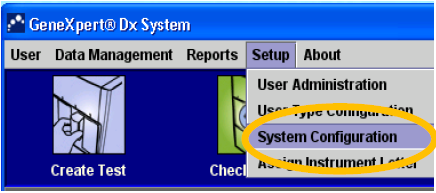 GeneXpert® Dx System
User Data Management Reports Setup About
User Administration
User Type Configuration
System Configuration
Assign Instrument Letter
Create Test
Chec